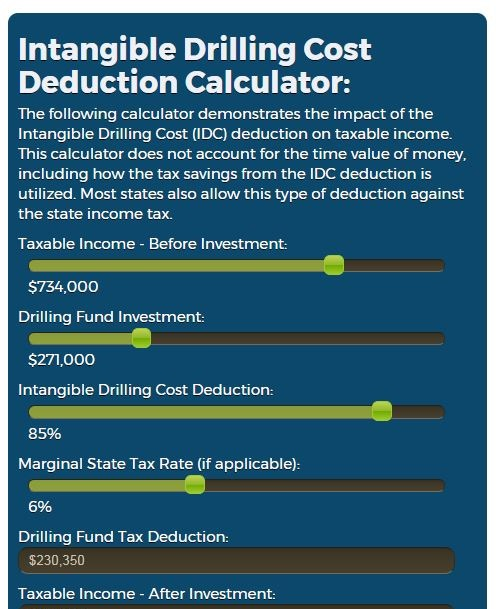 Intangible Drilling Cost
Deduction Calculator:
The following calculator demonstrates the impact of the
Intangible Drilling Cost (IDC) deduction on taxable income.
This calculator does not account for the time value of money,
including how the tax savings from the IDC deduction is
utilized. Most states also allow this type of deduction against
the state income tax.
Taxable Income - Before Investment:
$734,000
Drilling Fund Investment:
$271,000
Intangible Drilling Cost Deduction:
85%
Marginal State Tax Rate (if applicable):
6%
Drilling Fund Tax Deduction:
$230,350
Taxable Income - After Investment: